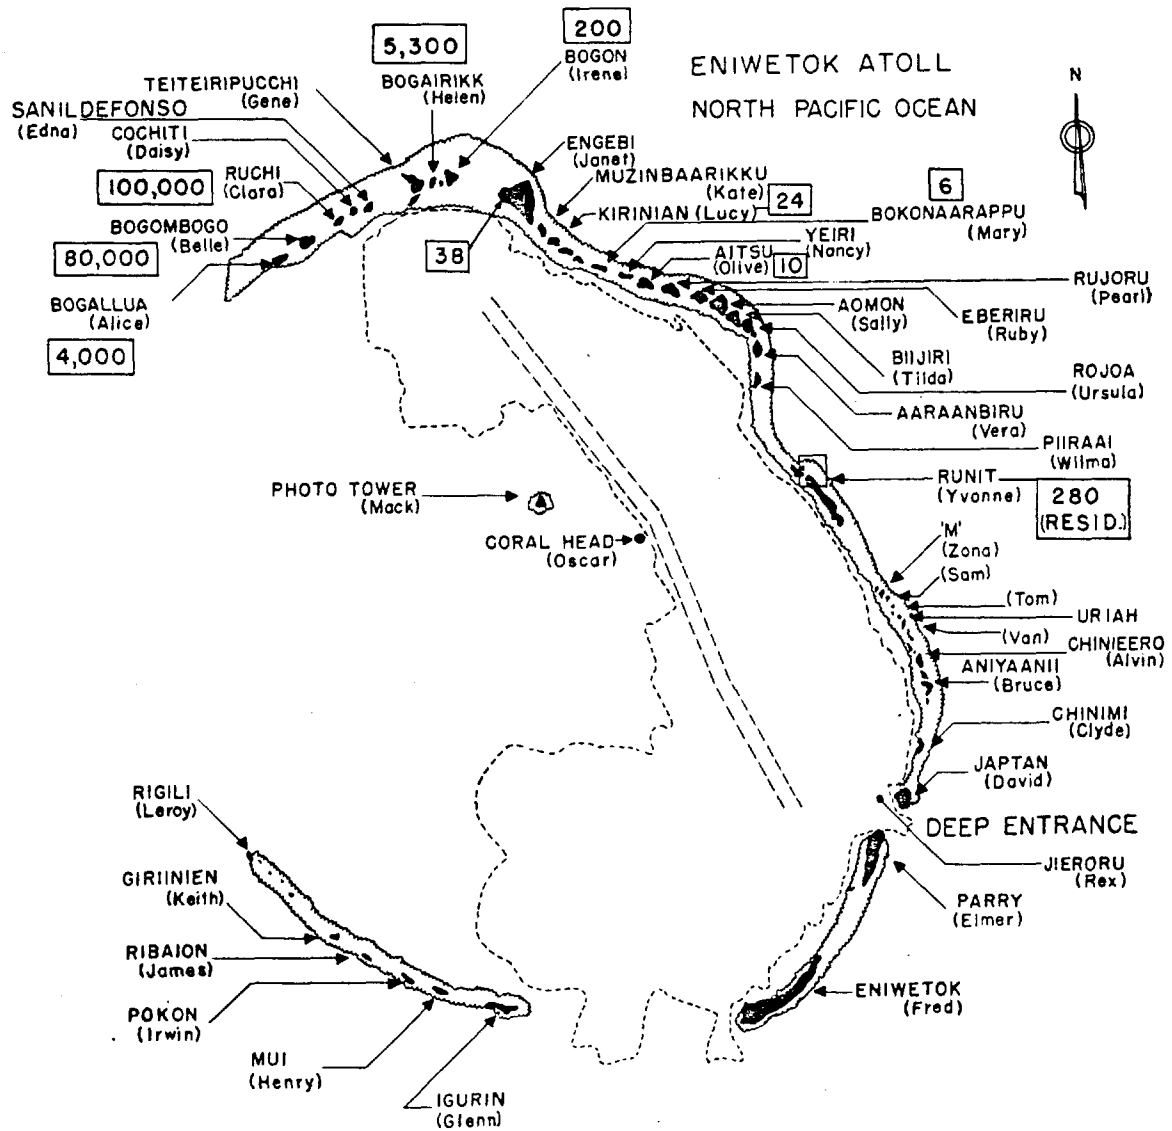 5,300
200
BOGON
(Irene)
ENIWETOK ATOLL
NORTH PACIFIC OCEAN
N
TEITEIRIPUCCHI
(Gene)
BOGAIRIKK
(Helen)
SANILDEFONSO
(Edna)
COCHITI
(Daisy)
ENGEBI
(Janet)
MUZINBAARIKKU
(Kate)
100,000
RUCHI
(Clara)
KIRINIAN (Lucy)
24
6
BOKONAARAPPU
(Mary)
BOGOMBOGO
(Belle)
80,000
38
YEIRI
(Nancy)
AITSU
(Olive)
10
RUJORU
(Pearl)
BOGALLUA
(Alice)
4,000
AOMON
(Sally)
EBERIRU
(Ruby)
BIIJIRI
(Tilda)
ROJOA
(Ursula)
AARAANBIRU
(Vera)
PIIRAAI
(Wilma)
RUNIT
(Yvonne)
280
(RESID.)
PHOTO TOWER
(Mack)
CORAL HEAD
(Oscar)
'M'
(Zona)
(Sam)
(Tom)
URIAH
(Van)
CHINIEERO
(Alvin)
ANIYAANII
(Bruce)
CHINIMI
(Clyde)
JAPTAN
(David)
DEEP ENTRANCE
JIERORU
(Rex)
PARRY
(Elmer)
ENIWETOK
(Fred)
RIGILI
(Leroy)
GIRIINIEN
(Keith)
RIBAION
(James)
POKON
(Irwin)
MUI
(Henry)
IGURIN
(Glenn)